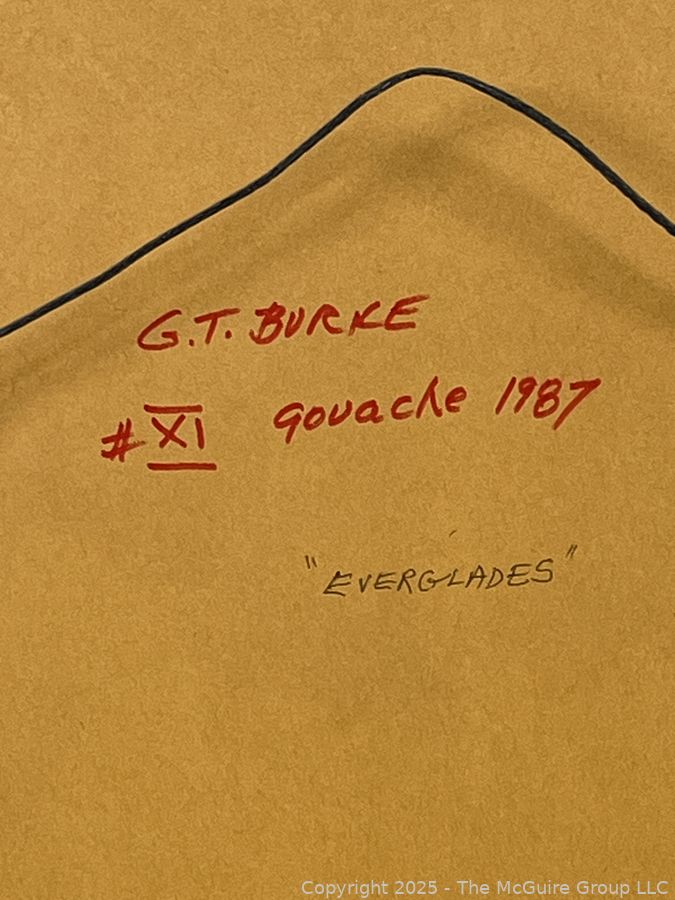 G.T. BURKE
# XI gouache 1987
"EVERGLADES"
Copyright 2025 - The McGuire Group LLC